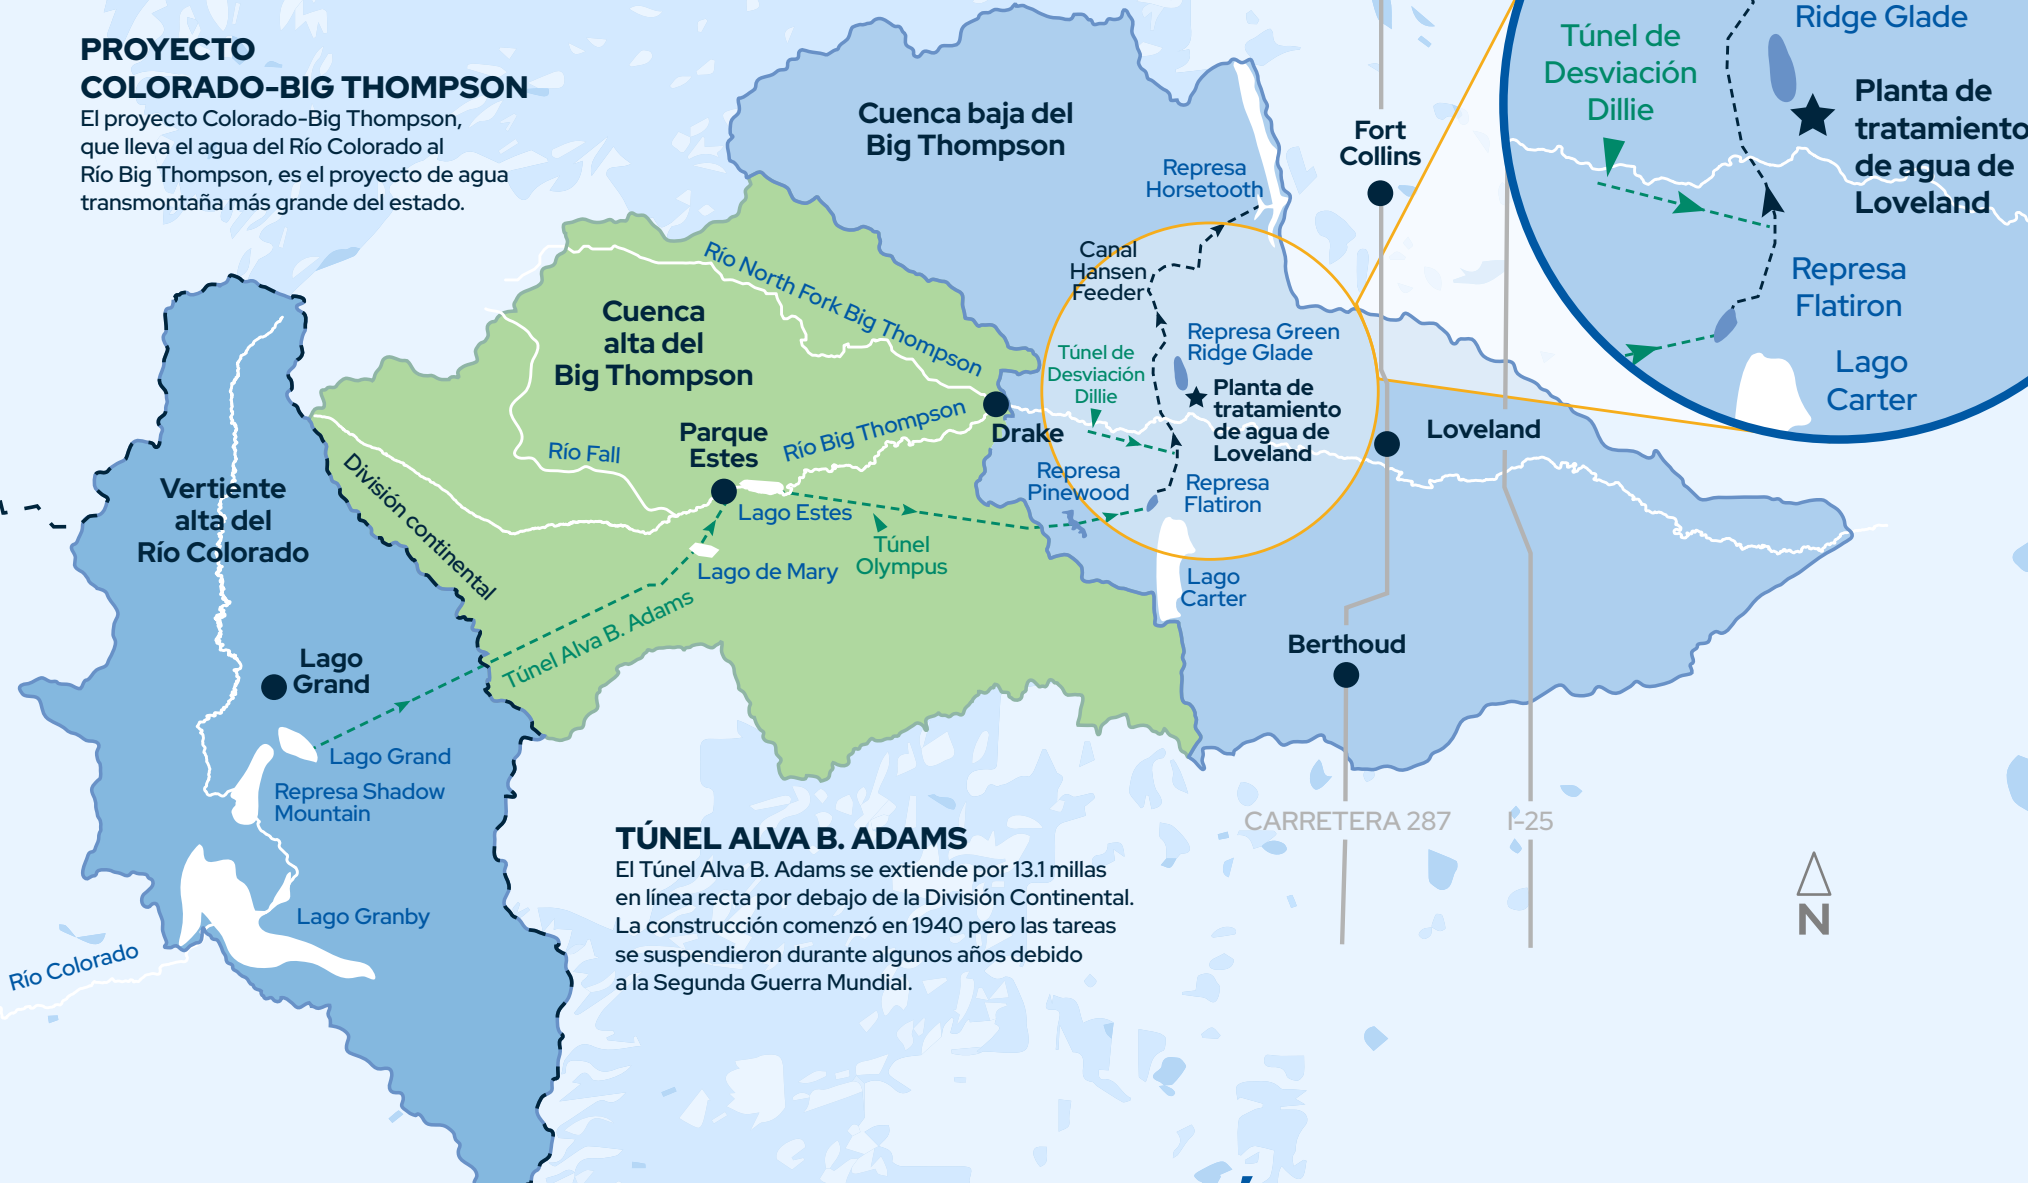 PROYECTO
COLORADO-BIG THOMPSON
El proyecto Colorado-Big Thompson,
que lleva el agua del Río Colorado al
Río Big Thompson, es el proyecto de agua
transmontaña más grande del estado.
Cuenca baja del
Big Thompson
Represa
Horsetooth
Fort
Collins
Ridge Glade
Túnel de
Desviación
Dillie
Planta de
tratamiento
de agua de
Loveland
Represa
Flatiron
Lago
Carter
Río North Fork Big Thompson
Canal
Hansen
Feeder
Cuenca
alta del
Big Thompson
Represa Green
Ridge Glade
Túnel de
Desviación
Dillie
Planta de
tratamiento
de agua de
Loveland
Río Big Thompson
Drake
Loveland
Parque
Estes
Río Fall
División continental
Represa
Pinewood
Represa
Flatiron
Vertiente
alta del
Río Colorado
Lago Estes
Túnel
Olympus
Lago de Mary
Lago
Carter
Túnel Alva B. Adams
Berthoud
Lago
Grand
Lago Grand
Represa Shadow
Mountain
Lago Granby
Río Colorado
CARRETERA 287
I-25
TÚNEL ALVA B. ADAMS
El Túnel Alva B. Adams se extiende por 13.1 millas
en línea recta por debajo de la División Continental.
La construcción comenzó en 1940 pero las tareas
se suspendieron durante algunos años debido
a la Segunda Guerra Mundial.
N